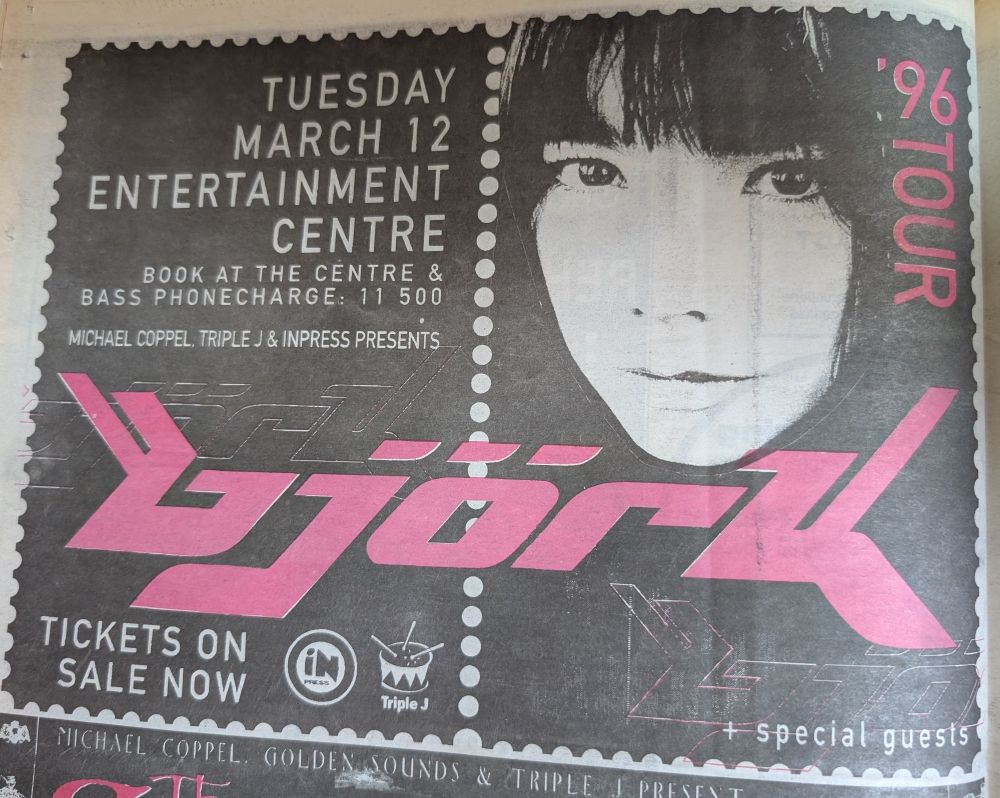 TUESDAY
MARCH 12
ENTERTAINMENT
CENTRE
BOOK AT THE CENTRE &
BASS PHONECHARGE: 11 500
MICHAEL COPPEL, TRIPLE J & INPRESS PRESENTS
björk
'96 TOUR
TICKETS ON
SALE NOW
iN
PRESS
Triple J
+ special guests
MICHAEL COPPEL, GOLDEN SOUNDS & TRIPLE J PRESENT